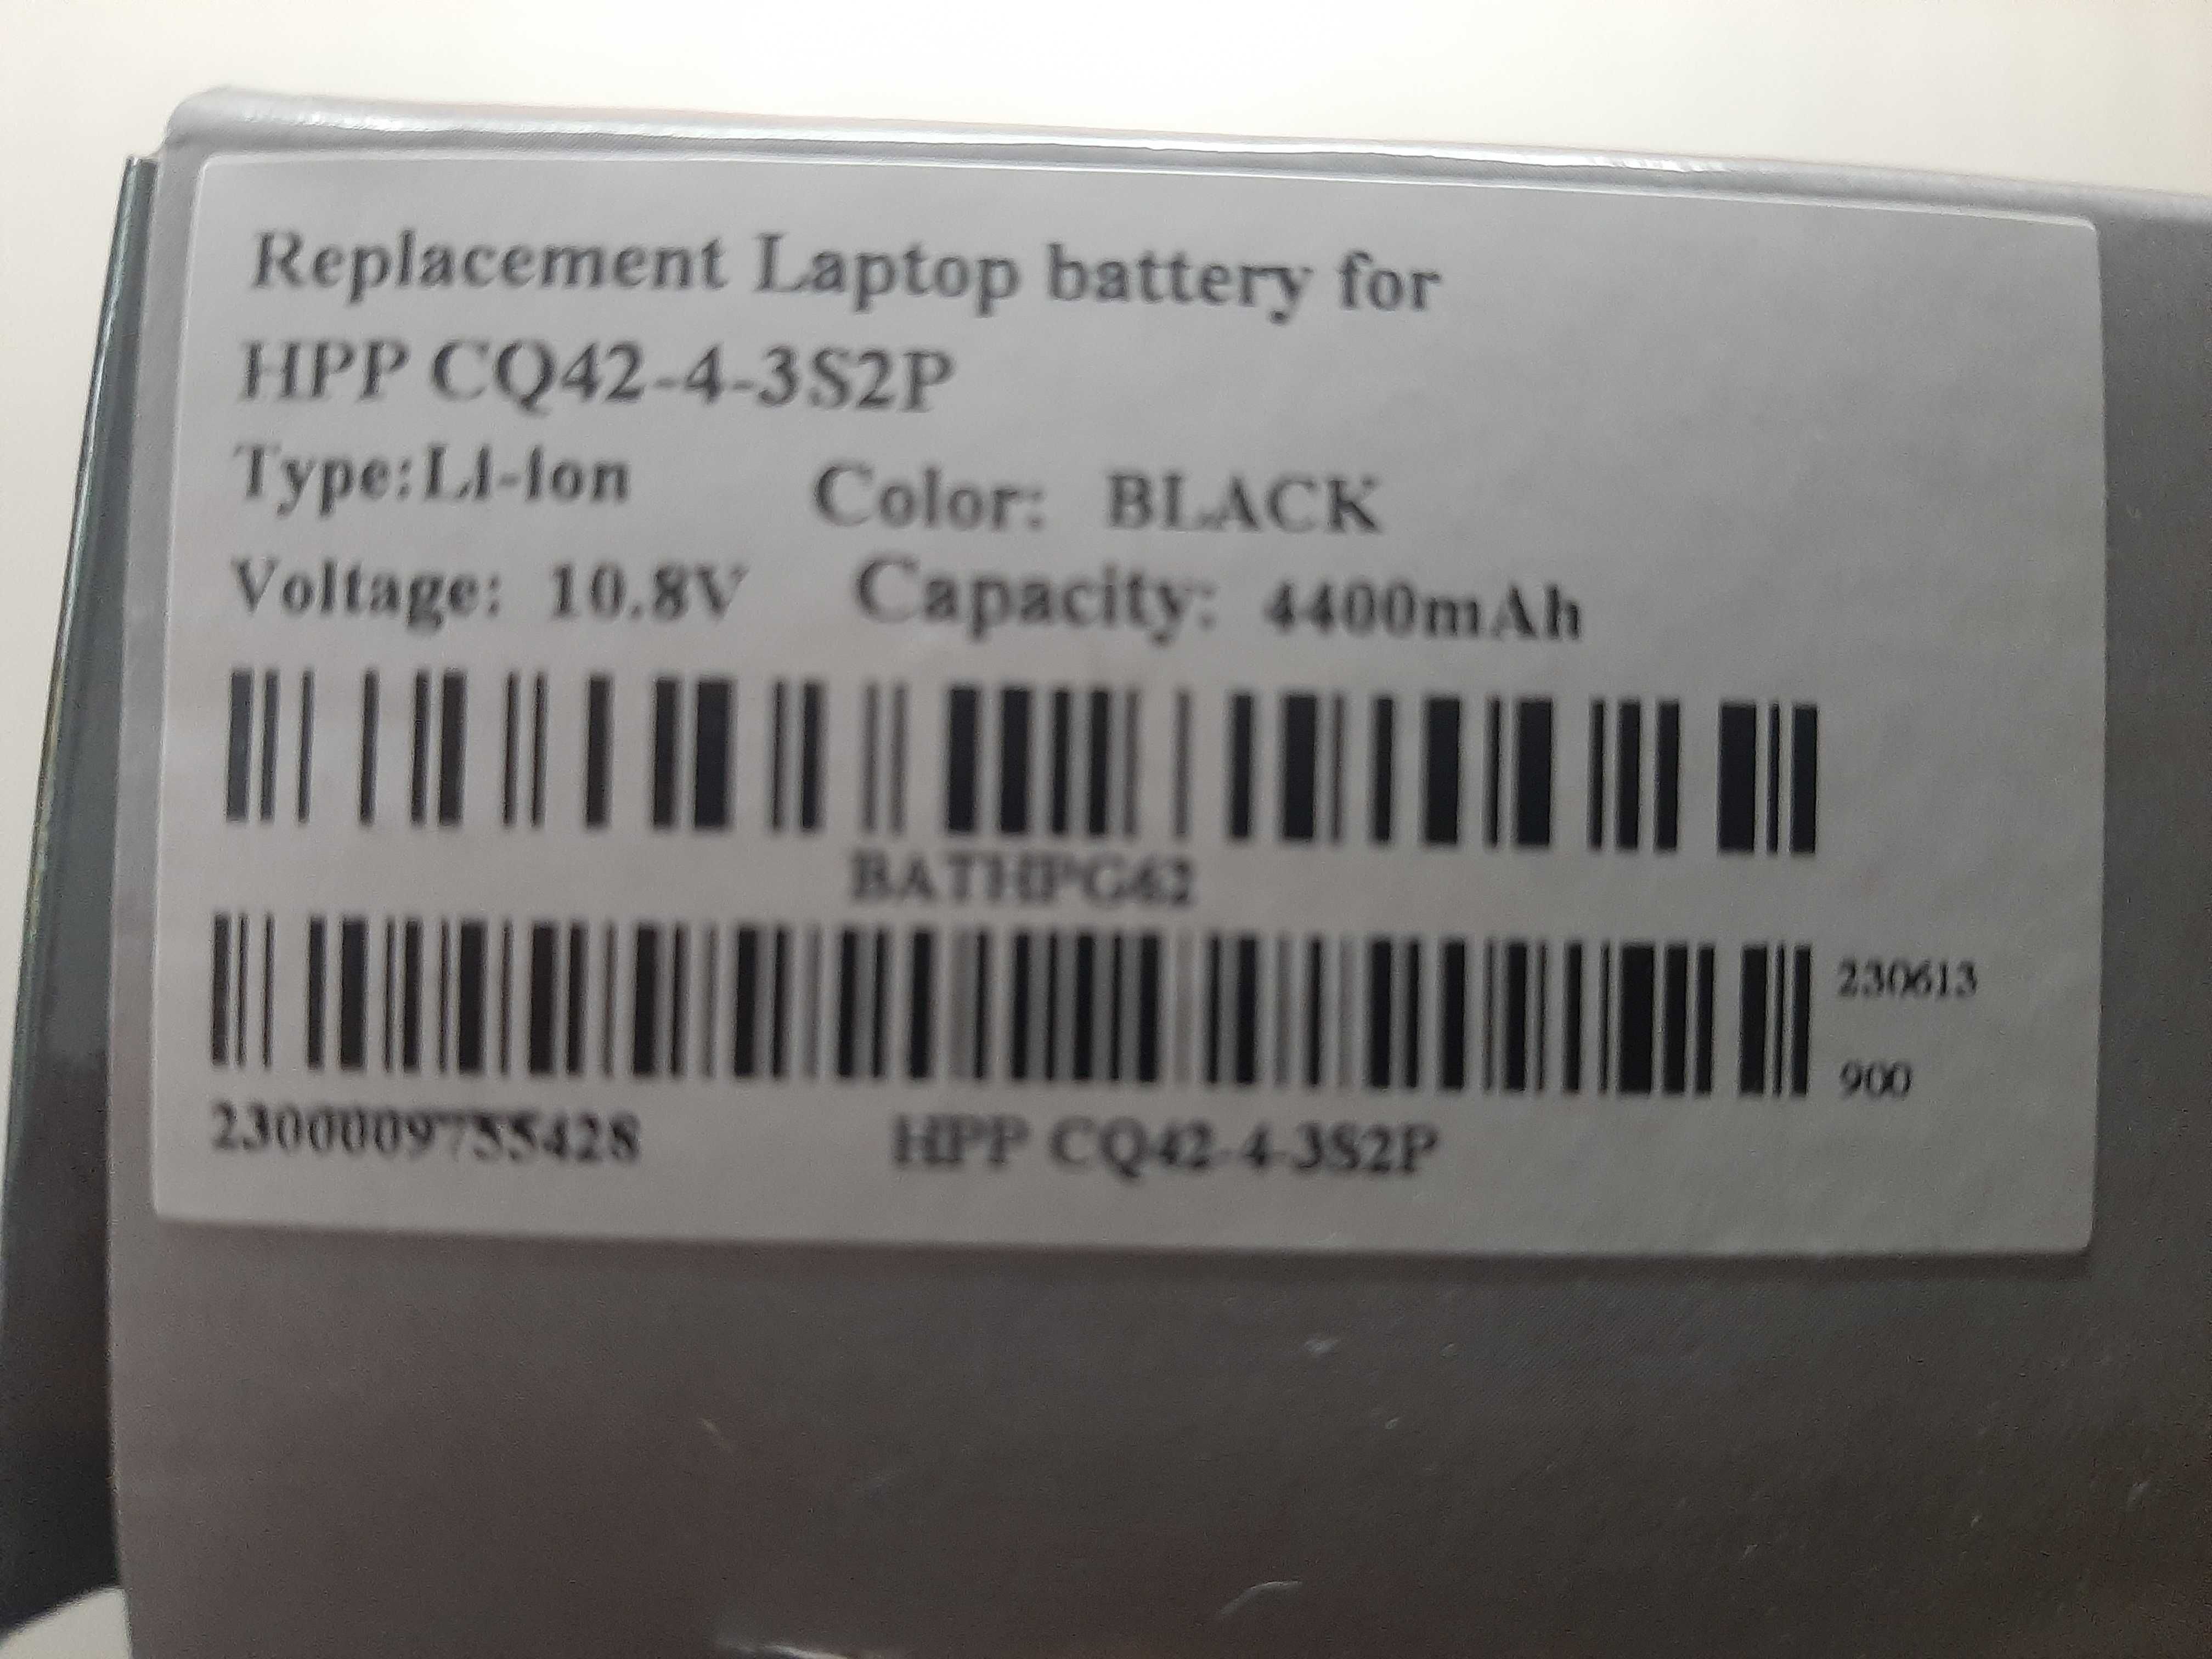 Replacement Laptop battery for
HPP CQ42-4-3S2P
Type:LI-Ion Color: BLACK
Voltage: 10.8V Capacity: 4400mAh
BATHPG62
230613
900
2300009755428 HPP CQ42-4-3S2P